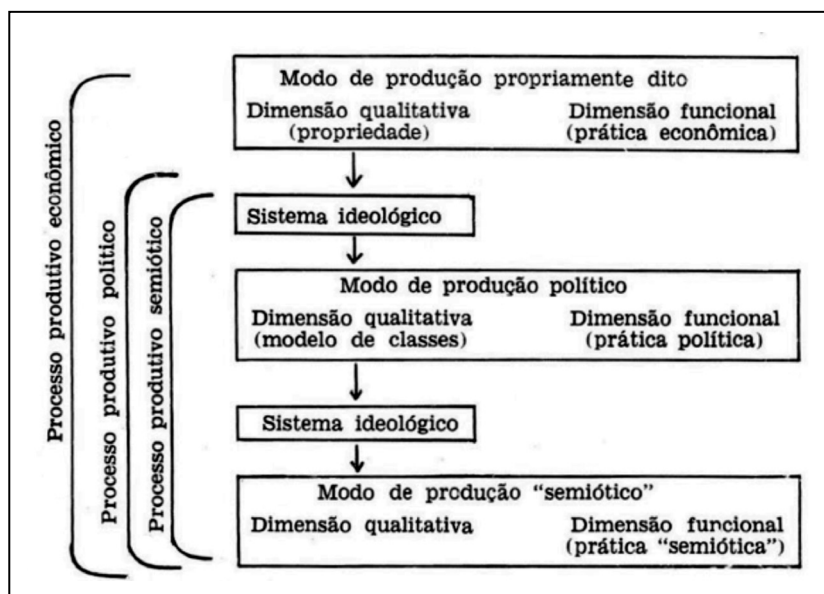 Processo produtivo econômico
Processo produtivo político
Processo produtivo semiótico
Modo de produção propriamente dito
Dimensão qualitativa Dimensão funcional
(propriedade) (prática econômica)
Sistema ideológico
Modo de produção político
Dimensão qualitativa Dimensão funcional
(modelo de classes) (prática política)
Sistema ideológico
Modo de produção “semiótico”
Dimensão qualitativa Dimensão funcional
(prática “semiótica”)